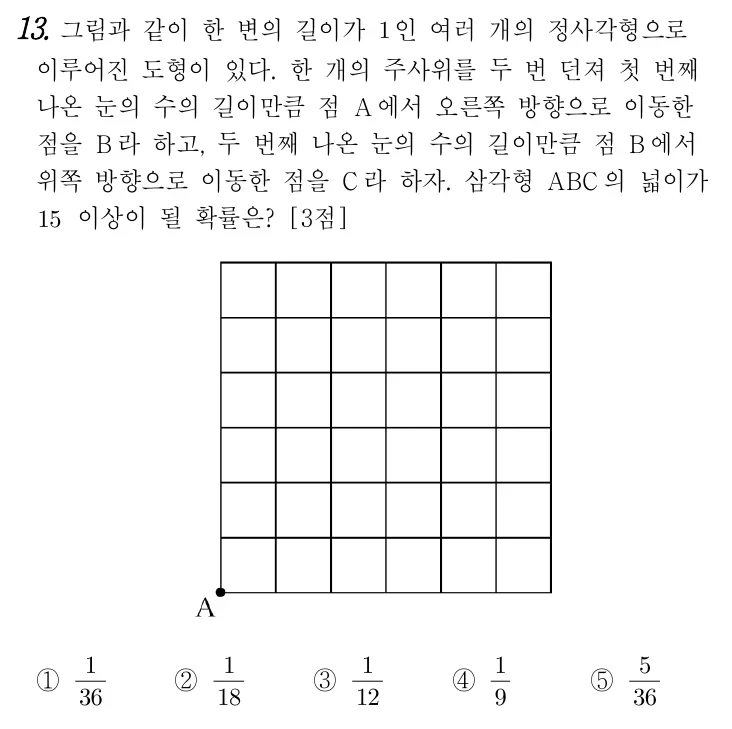 13. 그림과 같이 한 변의 길이가 1인 여러 개의 정사각형으로
이루어진 도형이 있다. 한 개의 주사위를 두 번 던져 첫 번째
나온 눈의 수의 길이만큼 점 A에서 오른쪽 방향으로 이동한
점을 B라 하고, 두 번째 나온 눈의 수의 길이만큼 점 B에서
위쪽 방향으로 이동한 점을 C라 하자. 삼각형 ABC의 넓이가
15 이상이 될 확률은? [3점]
A
① 1/36 ② 1/18 ③ 1/12 ④ 1/9 ⑤ 5/36